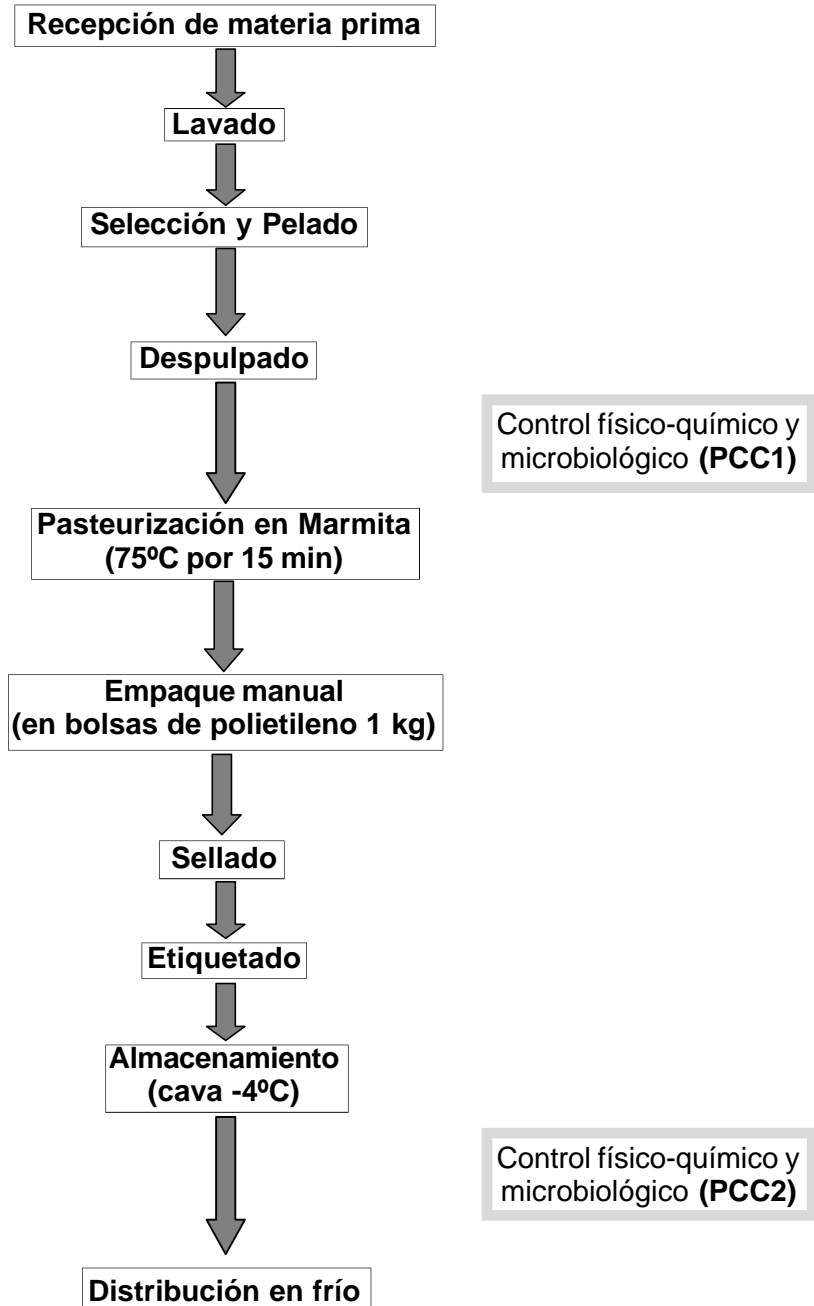 Recepción de materia prima
Lavado
Selección y Pelado
Despulpado
Control físico-químico y
microbiológico (PCC1)
Pasteurización en Marmita
(75ºC por 15 min)
Empaque manual
(en bolsas de polietileno 1 kg)
Sellado
Etiquetado
Almacenamiento
(cava -4ºC)
Control físico-químico y
microbiológico (PCC2)
Distribución en frío